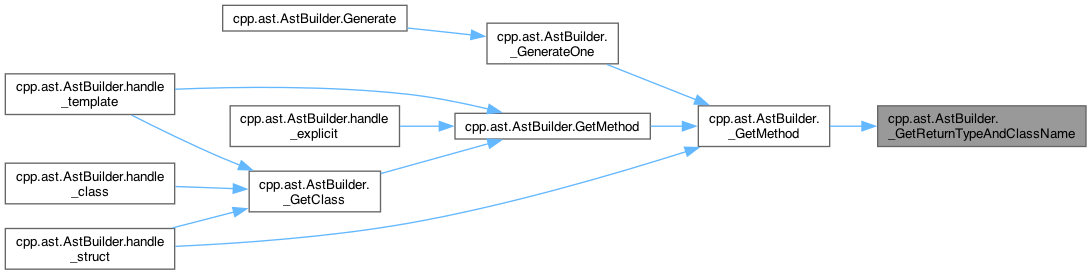 cpp.ast.AstBuilder.Generate
cpp.ast.AstBuilder.
_GenerateOne
cpp.ast.AstBuilder.handle
_template
cpp.ast.AstBuilder.handle
_explicit
cpp.ast.AstBuilder.GetMethod
cpp.ast.AstBuilder.
_GetMethod
cpp.ast.AstBuilder.
_GetReturnTypeAndClassName
cpp.ast.AstBuilder.handle
_class
cpp.ast.AstBuilder.
_GetClass
cpp.ast.AstBuilder.handle
_struct